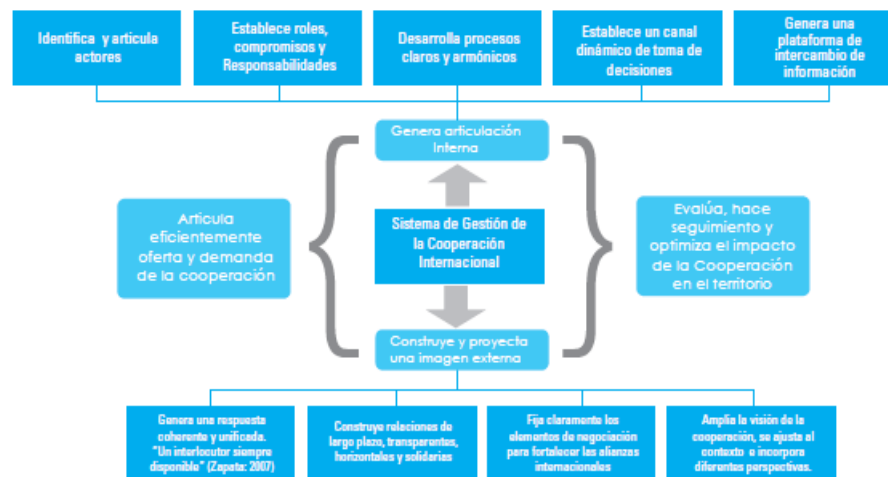 Identifica y articula
actores
Establece roles,
compromisos y
Responsabilidades
Desarrolla procesos
claros y armónicos
Establece un canal
dinámico de toma de
decisiones
Genera una
plataforma de
intercambio de
información
Genera articulación
Interna
Articula
eficientemente
oferta y demanda
de la cooperación
Sistema de Gestión de
la Cooperación
Internacional
Evalúa, hace
seguimiento y
optimiza el impacto
de la Cooperación
en el territorio
Construye y proyecta
una imagen externa
Genera una respuesta
coherente y unificada.
"Un interlocutor siempre
disponible" (Zapata: 2007)
Construye relaciones de
largo plazo, transparentes,
horizontales y solidarias
Fija claramente los
elementos de negociación
para fortalecer las alianzas
internacionales
Amplia la visión de la
cooperación, se ajusta al
contexto e incorpora
diferentes perspectivas.